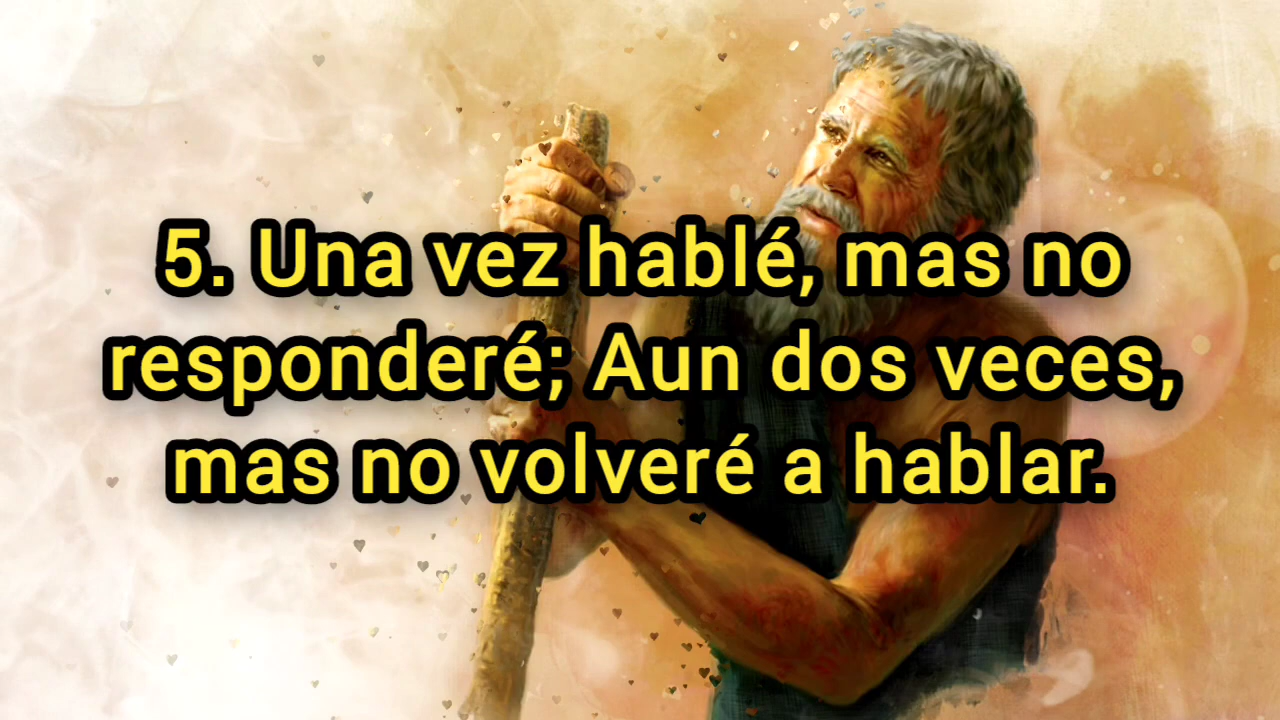 5. Una vez hablé, mas no
responderé; Aun dos veces,
mas no volveré a hablar.